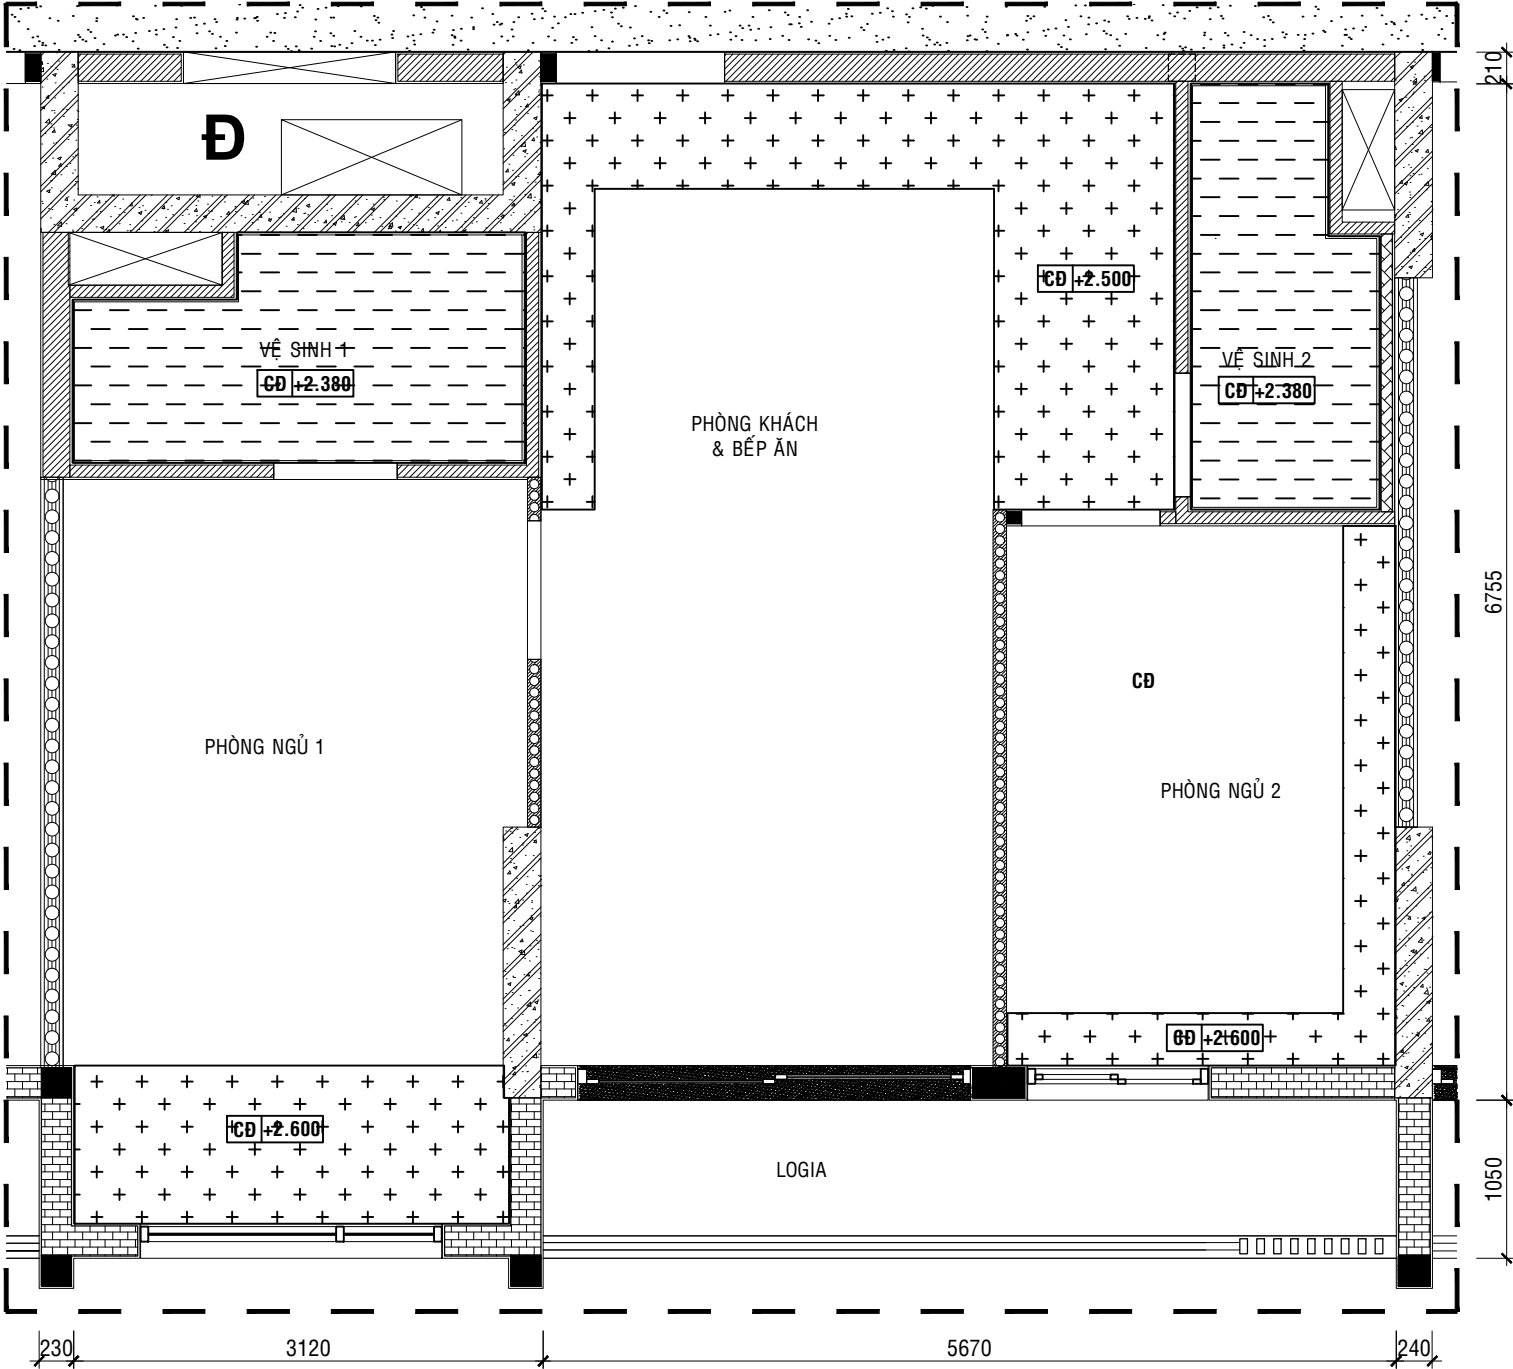 210
Đ
CĐ +2.500
VỆ SINH 1
CĐ +2.380
VỆ SINH 2
CĐ +2.380
PHÒNG KHÁCH
& BẾP ĂN
6755
CĐ
PHÒNG NGỦ 1
PHÒNG NGỦ 2
CĐ +2.600
CĐ +2.600
LOGIA
1050
230
3120
5670
240